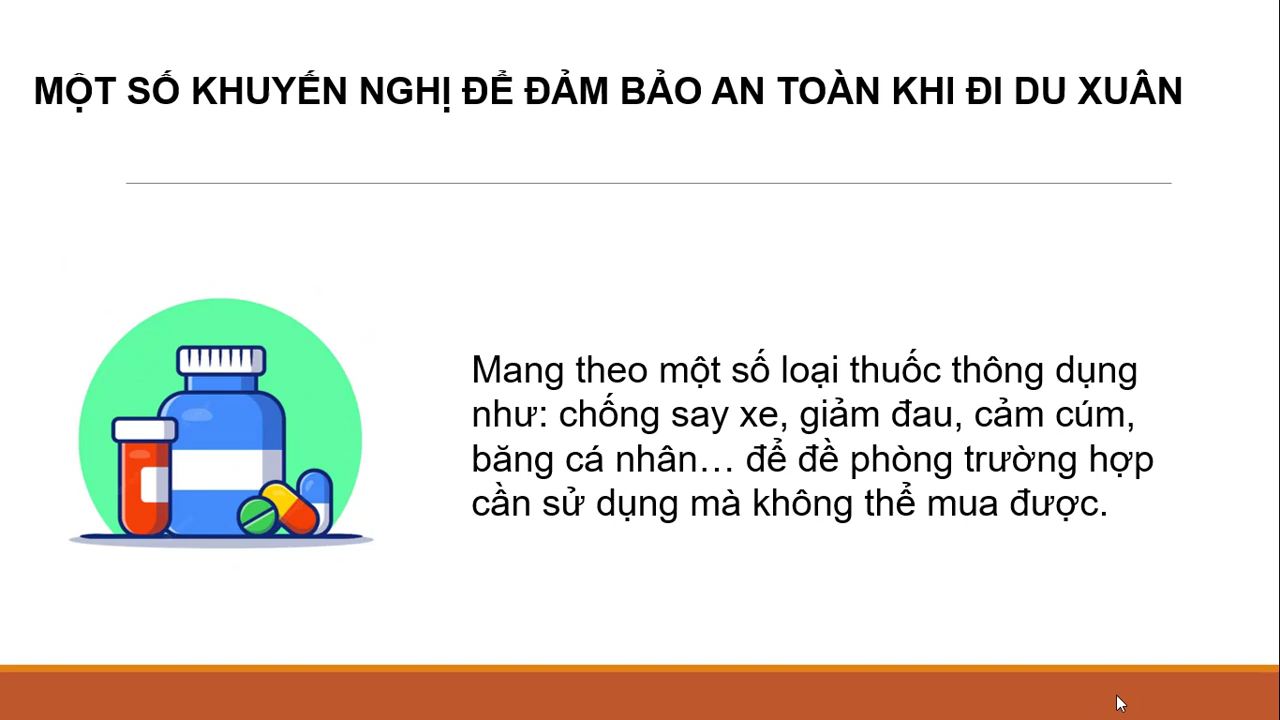 MỘT SỐ KHUYẾN NGHỊ ĐỂ ĐẢM BẢO AN TOÀN KHI ĐI DU XUÂN
Mang theo một số loại thuốc thông dụng
như: chống say xe, giảm đau, cảm cúm,
băng cá nhân… để đề phòng trường hợp
cần sử dụng mà không thể mua được.